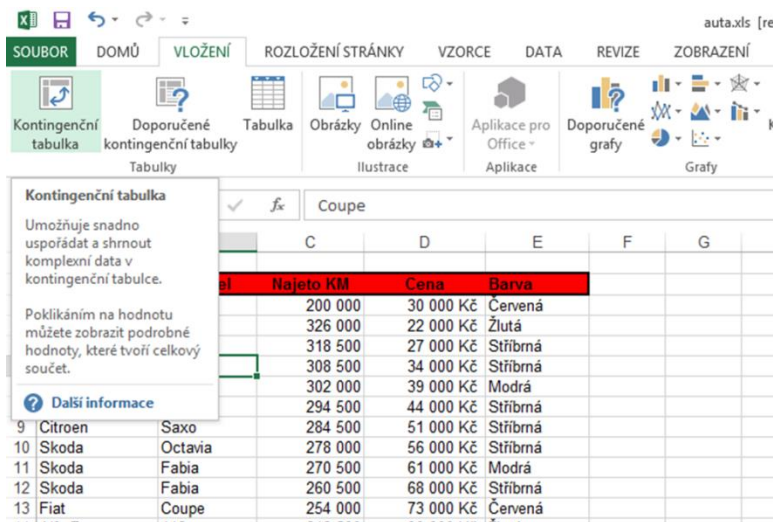 auta.xls [re
SOUBOR DOMŮ VLOŽENÍ ROZLOŽENÍ STRÁNKY VZORCE DATA REVIZE ZOBRAZENÍ
Kontingenční tabulka
Doporučené kontingenční tabulky
Tabulka
Obrázky
Online obrázky
Aplikace pro Office
Doporučené grafy
Tabulky Ilustrace Aplikace Grafy
Kontingenční tabulka
Umožňuje snadno
uspořádat a shrnout
komplexní data v
kontingenční tabulce.
Poklikáním na hodnotu
můžete zobrazit podrobné
hodnoty, které tvoří celkový
součet.
Další informace
fx Coupe
C D E F G
el Najeto KM Cena Barva
200 000 30 000 Kč Červená
326 000 22 000 Kč Žlutá
318 500 27 000 Kč Stříbrná
308 500 34 000 Kč Stříbrná
302 000 39 000 Kč Modrá
294 500 44 000 Kč Stříbrná
9 Citroen Saxo 284 500 51 000 Kč Stříbrná
10 Skoda Octavia 278 000 56 000 Kč Stříbrná
11 Skoda Fabia 270 500 61 000 Kč Modrá
12 Skoda Fabia 260 500 68 000 Kč Stříbrná
13 Fiat Coupe 254 000 73 000 Kč Červená